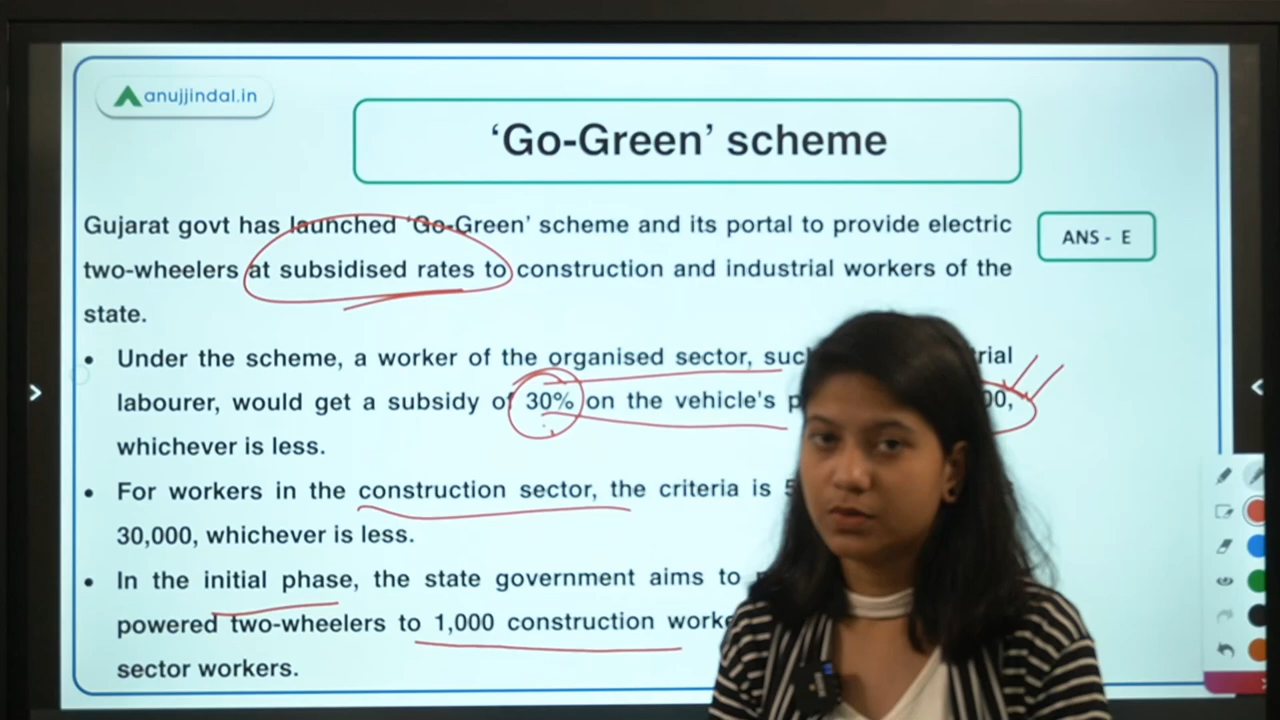 anujjindal.in
‘Go-Green’ scheme
Gujarat govt has launched ‘Go-Green’ scheme and its portal to provide electric
ANS - E
two-wheelers at subsidised rates to construction and industrial workers of the
state.
• Under the scheme, a worker of the organised sector,
labourer, would get a subsidy of 30% on the vehicle's
whichever is less.
• For workers in the construction sector, the criteria is
30,000, whichever is less.
• In the initial phase, the state government aims to
powered two-wheelers to 1,000 construction
sector workers.